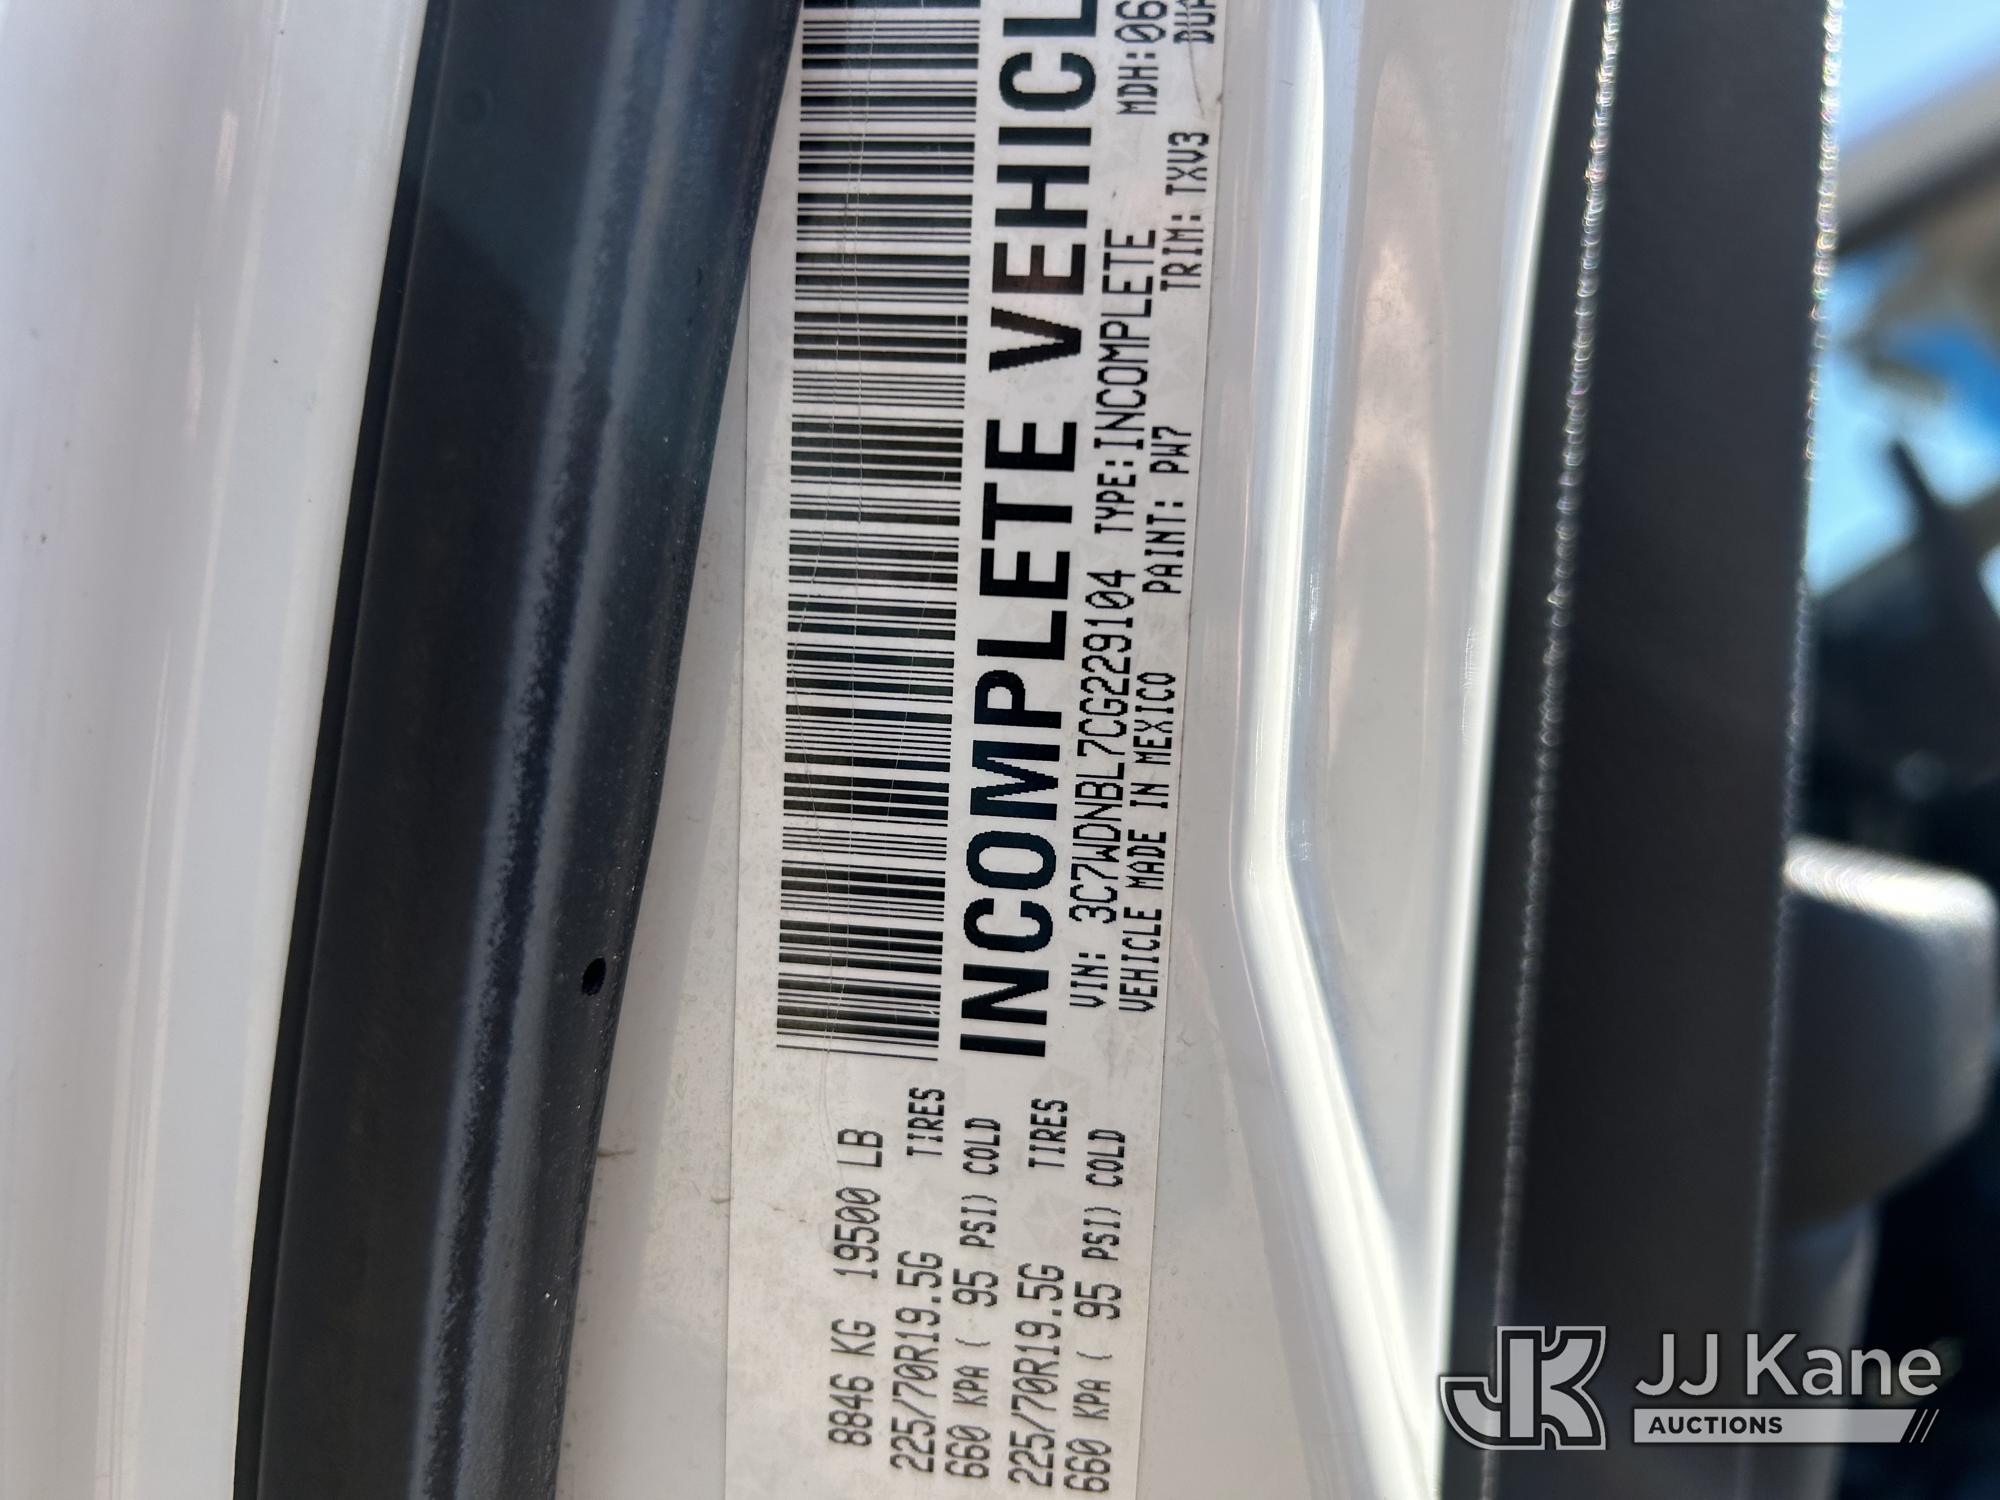 8846 KG 19500 LB
225/70R19.5G TIRES
660 KPA ( 95 PSI) COLD
225/70R19.5G TIRES
660 KPA ( 95 PSI) COLD
INCOMPLETE VEHICL
VIN: 3C7WDNBL7CG229104 TYPE:INCOMPLETE MDH:06
VEHICLE MADE IN MEXICO PAINT: PW7 TRIM: TXV3 DUA
JK JJ Kane
AUCTIONS